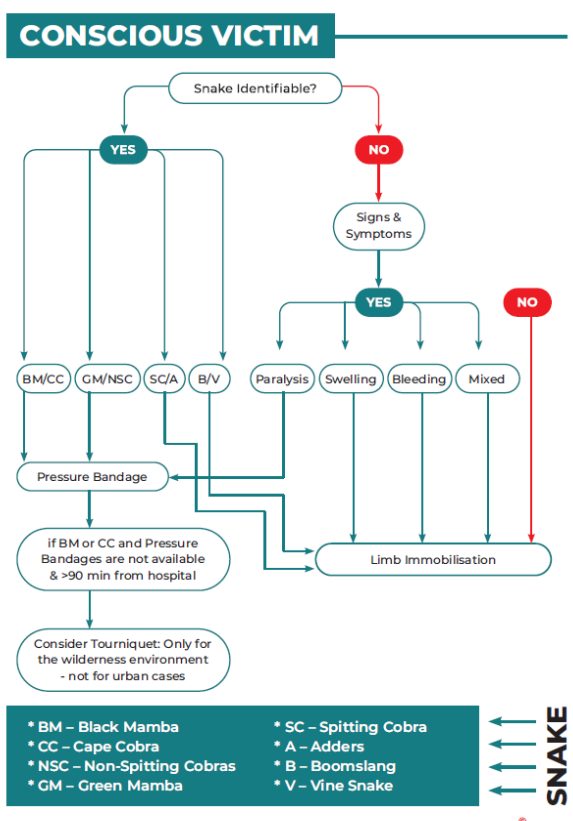 CONSCIOUS VICTIM
Snake Identifiable?
YES
NO
Signs &
Symptoms
YES
NO
BM/CC
GM/NSC
SC/A
B/V
Paralysis
Swelling
Bleeding
Mixed
Pressure Bandage
if BM or CC and Pressure
Bandages are not available
& >90 min from hospital
Limb Immobilisation
Consider Tourniquet: Only for
the wilderness environment
- not for urban cases
* BM – Black Mamba
* CC – Cape Cobra
* NSC – Non-Spitting Cobras
* GM – Green Mamba
* SC – Spitting Cobra
* A – Adders
* B – Boomslang
* V – Vine Snake
SNAKE